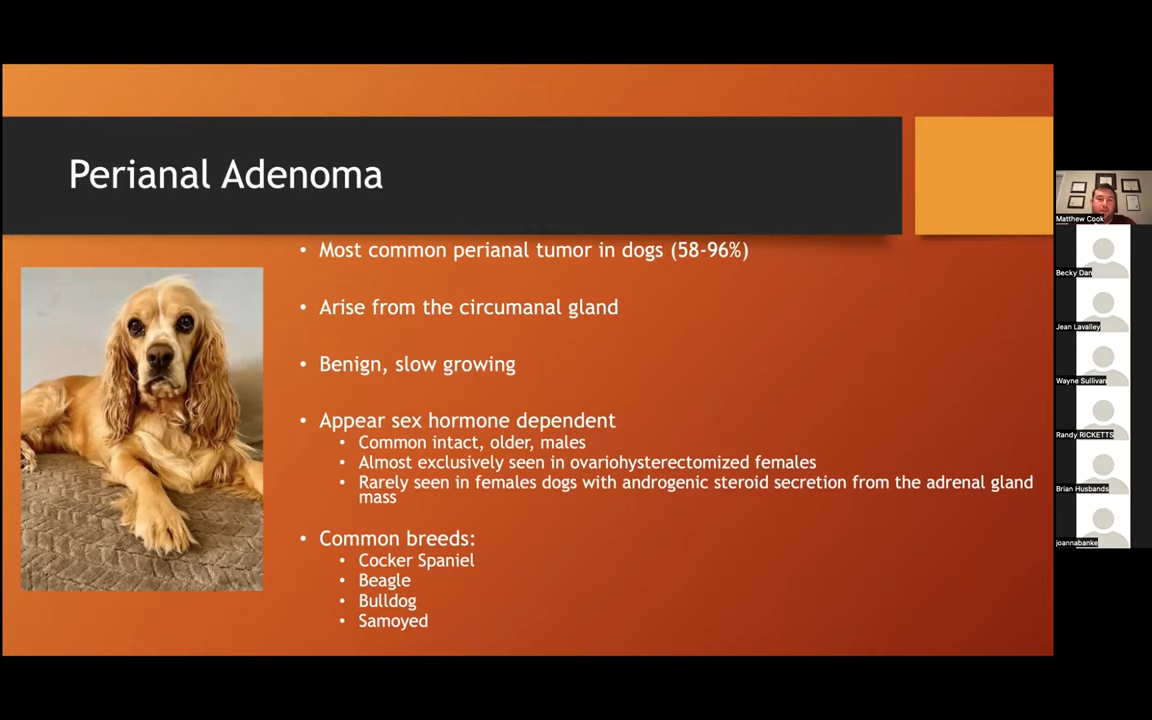 Perianal Adenoma
• Most common perianal tumor in dogs (58-96%)
• Arise from the circumanal gland
• Benign, slow growing
• Appear sex hormone dependent
• Common intact, older, males
• Almost exclusively seen in ovariohysterectomized females
• Rarely seen in females dogs with androgenic steroid secretion from the adrenal gland
mass
• Common breeds:
• Cocker Spaniel
• Beagle
• Bulldog
• Samoyed
Matthew Cook
Becky Dan
Jean Lavalley
Wayne Sullivan
Randy RICKETTS
Brian Husbands
joannabanke